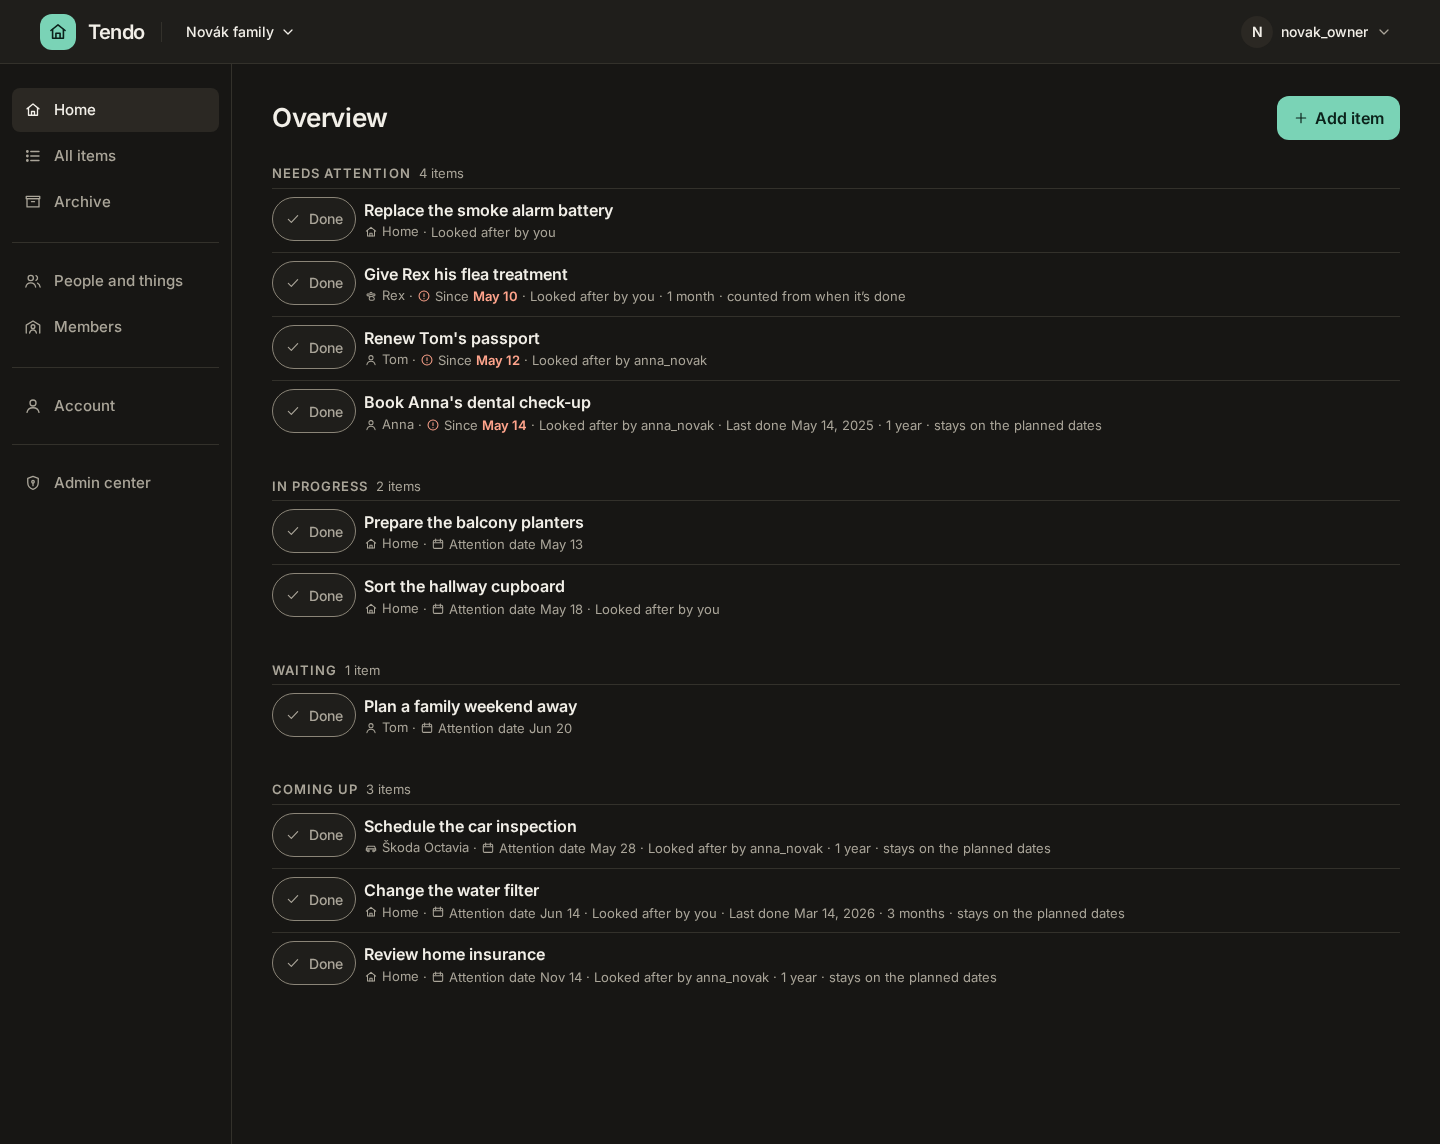 Tendo
Novák family
N
novak_owner
Home
All items
Archive
People and things
Members
Account
Admin center
Overview
Add item
NEEDS ATTENTION 4 items
Done
Replace the smoke alarm battery
Home · Looked after by you
Done
Give Rex his flea treatment
Rex · Since May 10 · Looked after by you · 1 month · counted from when it’s done
Done
Renew Tom's passport
Tom · Since May 12 · Looked after by anna_novak
Done
Book Anna's dental check-up
Anna · Since May 14 · Looked after by anna_novak · Last done May 14, 2025 · 1 year · stays on the planned dates
IN PROGRESS 2 items
Done
Prepare the balcony planters
Home · Attention date May 13
Done
Sort the hallway cupboard
Home · Attention date May 18 · Looked after by you
WAITING 1 item
Done
Plan a family weekend away
Tom · Attention date Jun 20
COMING UP 3 items
Done
Schedule the car inspection
Škoda Octavia · Attention date May 28 · Looked after by anna_novak · 1 year · stays on the planned dates
Done
Change the water filter
Home · Attention date Jun 14 · Looked after by you · Last done Mar 14, 2026 · 3 months · stays on the planned dates
Done
Review home insurance
Home · Attention date Nov 14 · Looked after by anna_novak · 1 year · stays on the planned dates